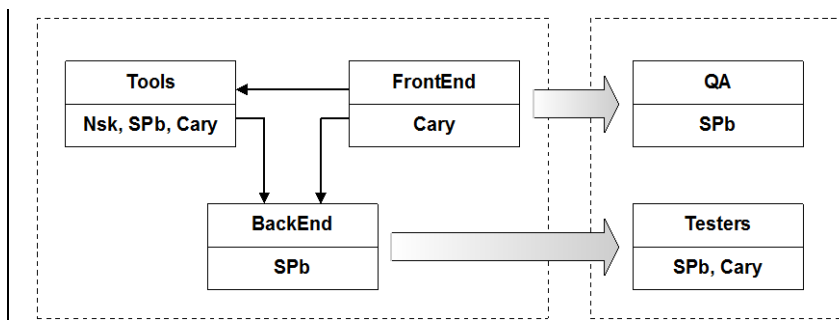 Tools
Nsk, SPb, Cary
FrontEnd
Cary
BackEnd
SPb
QA
SPb
Testers
SPb, Cary